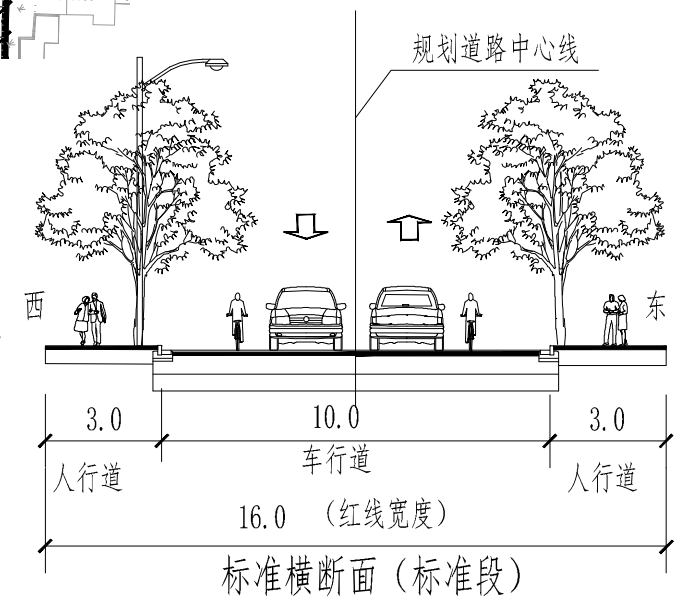 规划道路中心线
西
东
3.0
10.0
3.0
人行道
车行道
人行道
16.0 （红线宽度）
标准横断面（标准段）